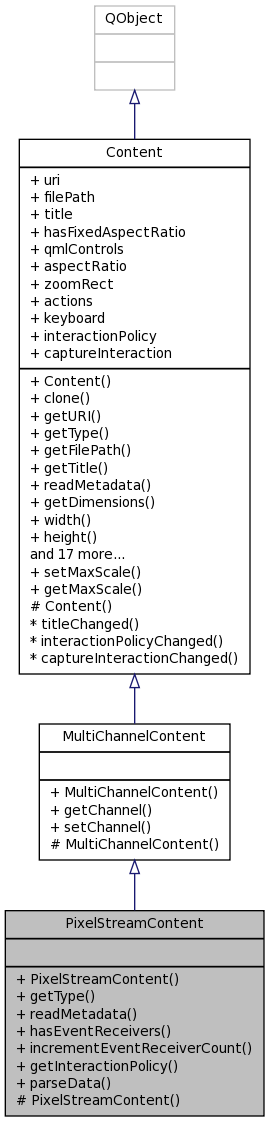 QObject
Content
+ uri
+ filePath
+ title
+ hasFixedAspectRatio
+ qmlControls
+ aspectRatio
+ zoomRect
+ actions
+ keyboard
+ interactionPolicy
+ captureInteraction
+ Content()
+ clone()
+ getURI()
+ getType()
+ getFilePath()
+ getTitle()
+ readMetadata()
+ getDimensions()
+ width()
+ height()
and 17 more...
+ setMaxScale()
+ getMaxScale()
# Content()
* titleChanged()
* interactionPolicyChanged()
* captureInteractionChanged()
MultiChannelContent
+ MultiChannelContent()
+ getChannel()
+ setChannel()
# MultiChannelContent()
PixelStreamContent
+ PixelStreamContent()
+ getType()
+ readMetadata()
+ hasEventReceivers()
+ incrementEventReceiverCount()
+ getInteractionPolicy()
+ parseData()
# PixelStreamContent()